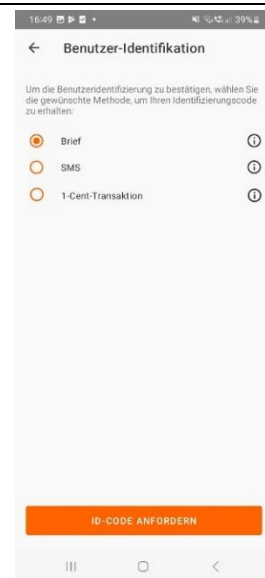 16:49 39%
Benutzer-Identifikation
Um die Benutzeridentifizierung zu bestätigen, wählen Sie
die gewünschte Methode, um Ihren Identifizierungscode
zu erhalten:
Brief
SMS
1-Cent-Transaktion
ID-CODE ANFORDERN